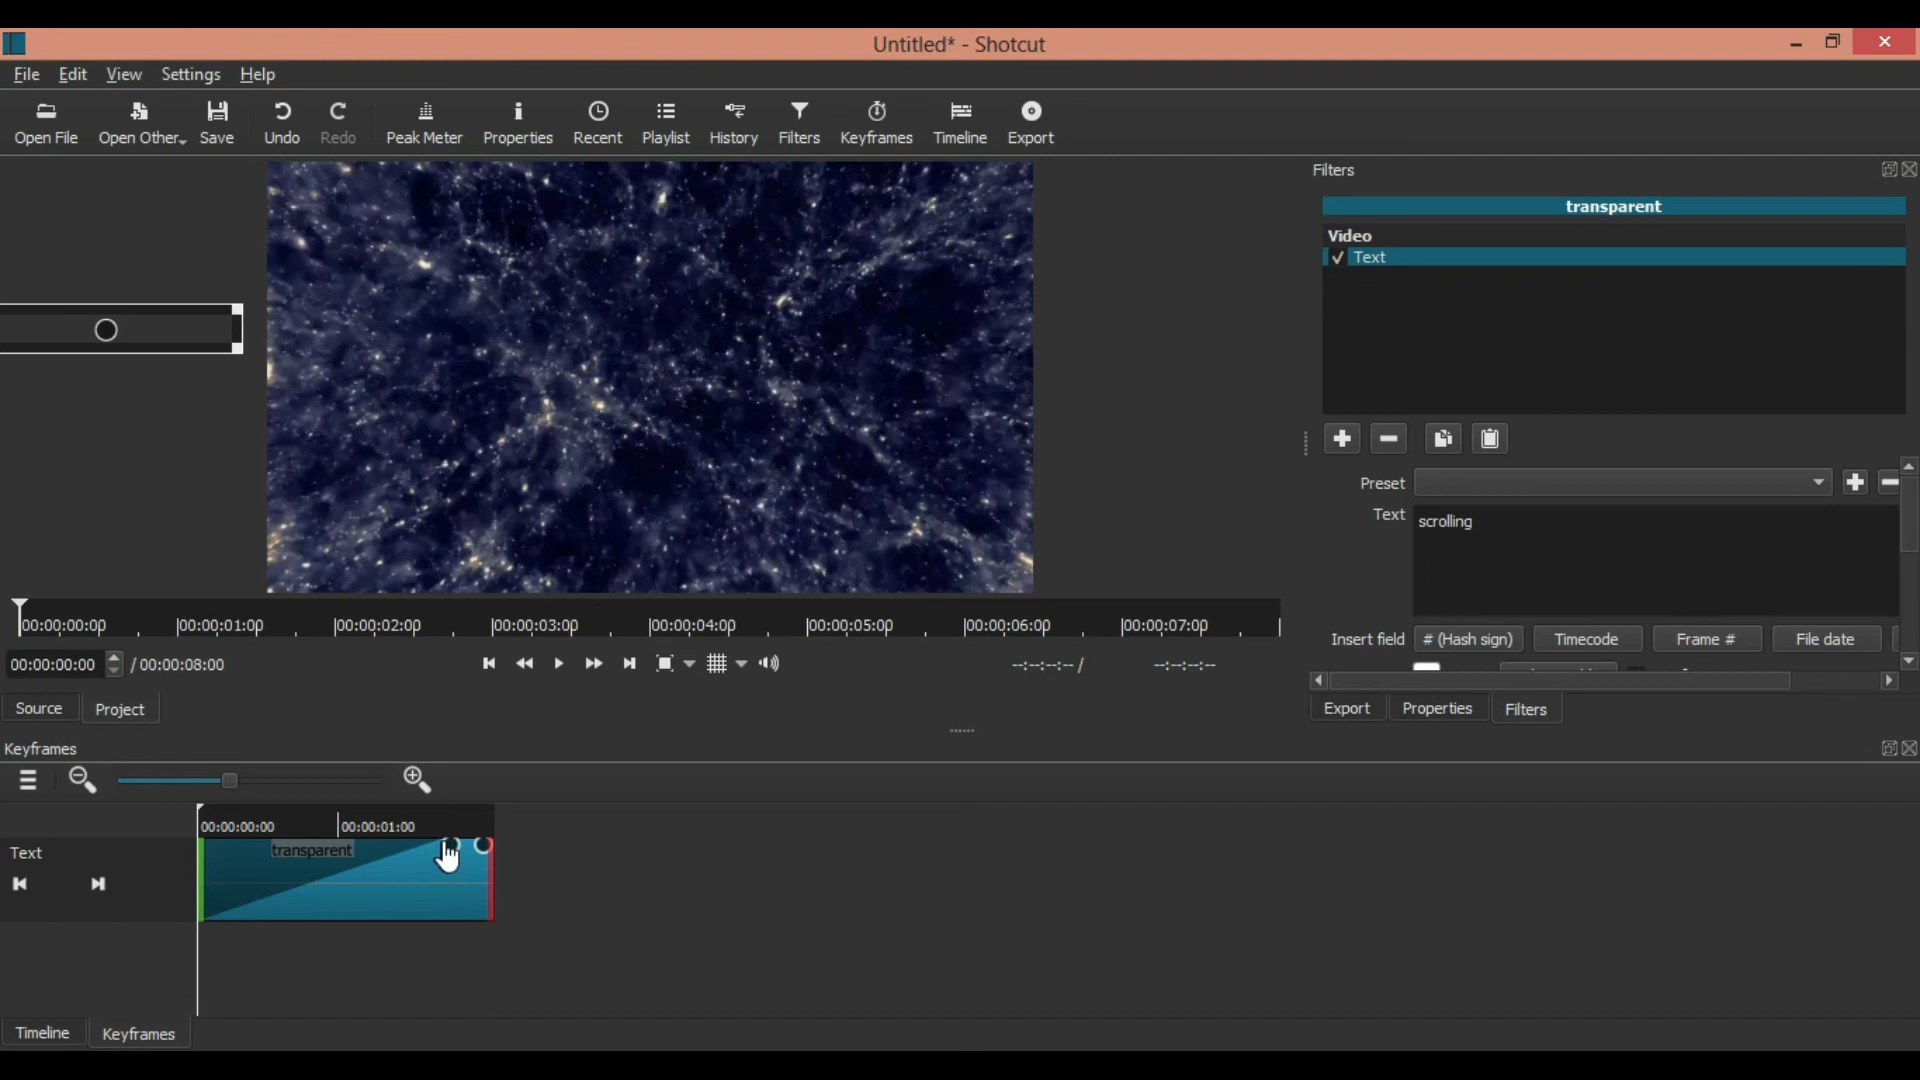 Untitled* - Shotcut
File Edit View Settings Help
Open File Open Other Save Undo Redo Peak Meter Properties Recent Playlist History Filters Keyframes Timeline Export
Filters
transparent
Video
✓ Text
Preset
Text scrolling
Insert field # (Hash sign) Timecode Frame # File date
00:00:00:00 00:00:01:00 00:00:02:00 00:00:03:00 00:00:04:00 00:00:05:00 00:00:06:00 00:00:07:00
00:00:00:00 / 00:00:08:00 --:--:--:-- / --:--:--:--
Source Project
Export Properties Filters
Keyframes
00:00:00:00 00:00:01:00
Text transparent
Timeline Keyframes